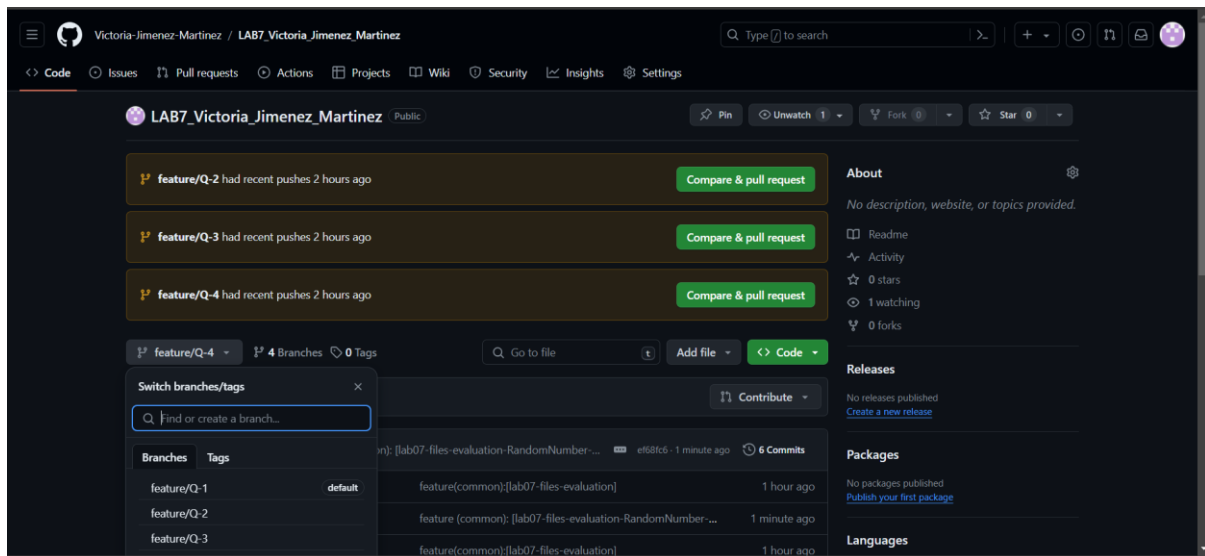 Victoria-Jimenez-Martinez / LAB7_Victoria_Jimenez_Martinez
Type / to search
Code Issues Pull requests Actions Projects Wiki Security Insights Settings
LAB7_Victoria_Jimenez_Martinez Public
Pin Unwatch 1 Fork 0 Star 0
feature/Q-2 had recent pushes 2 hours ago Compare & pull request
feature/Q-3 had recent pushes 2 hours ago Compare & pull request
feature/Q-4 had recent pushes 2 hours ago Compare & pull request
About
No description, website, or topics provided.
Readme
Activity
0 stars
1 watching
0 forks
feature/Q-4 4 Branches 0 Tags Go to file t Add file <> Code
Switch branches/tags
Find or create a branch...
Branches Tags
feature/Q-1 default
feature/Q-2
feature/Q-3
Contribute
on): [lab07-files-evaluation-RandomNumber-... ef68fc6 · 1 minute ago 6 Commits
feature(common):[lab07-files-evaluation] 1 hour ago
feature (common): [lab07-files-evaluation-RandomNumber-... 1 minute ago
feature(common):[lab07-files-evaluation] 1 hour ago
Releases
No releases published
Create a new release
Packages
No packages published
Publish your first package
Languages